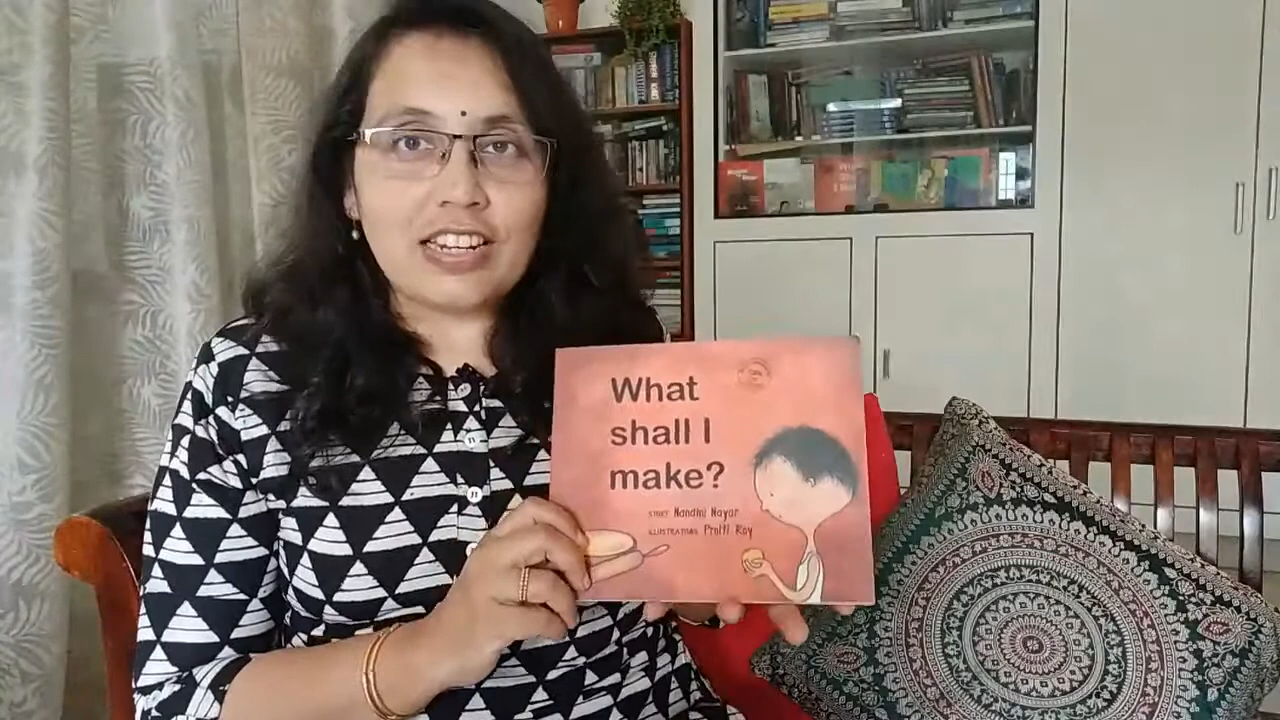 What
shall I
make?
STORY Nandini Nayar
ILLUSTRATIONS Proiti Roy